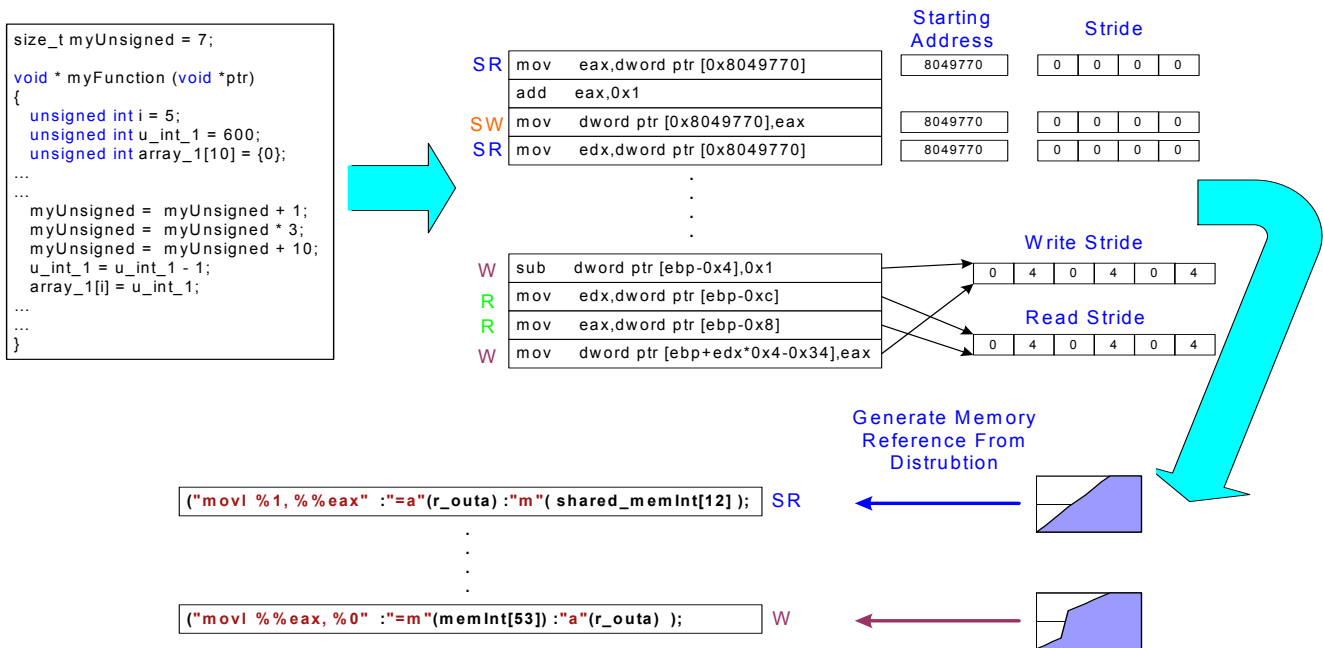 size_t myUnsigned = 7;
void * myFunction (void *ptr)
{
unsigned int i = 5;
unsigned int u_int_1 = 600;
unsigned int array_1[10] = {0};
...
...
myUnsigned = myUnsigned + 1;
myUnsigned = myUnsigned * 3;
myUnsigned = myUnsigned + 10;
u_int_1 = u_int_1 - 1;
array_1[i] = u_int_1;
...
...
}
Starting
Address
Stride
SR mov eax,dword ptr [0x8049770] 8049770 0 0 0 0
add eax,0x1
SW mov dword ptr [0x8049770],eax 8049770 0 0 0 0
SR mov edx,dword ptr [0x8049770] 8049770 0 0 0 0
.
.
.
.
Write Stride
W sub dword ptr [ebp-0x4],0x1 0 4 0 4 0 4
R mov edx,dword ptr [ebp-0xc]
Read Stride
R mov eax,dword ptr [ebp-0x8] 0 4 0 4 0 4
W mov dword ptr [ebp+edx*0x4-0x34],eax
Generate Memory
Reference From
Distrubtion
("movl %1, %%eax" :"=a"(r_outa) :"m"( shared_memInt[12] ); SR
.
.
.
.
("movl %%eax, %0" :"=m"(memInt[53]) :"a"(r_outa) ); W